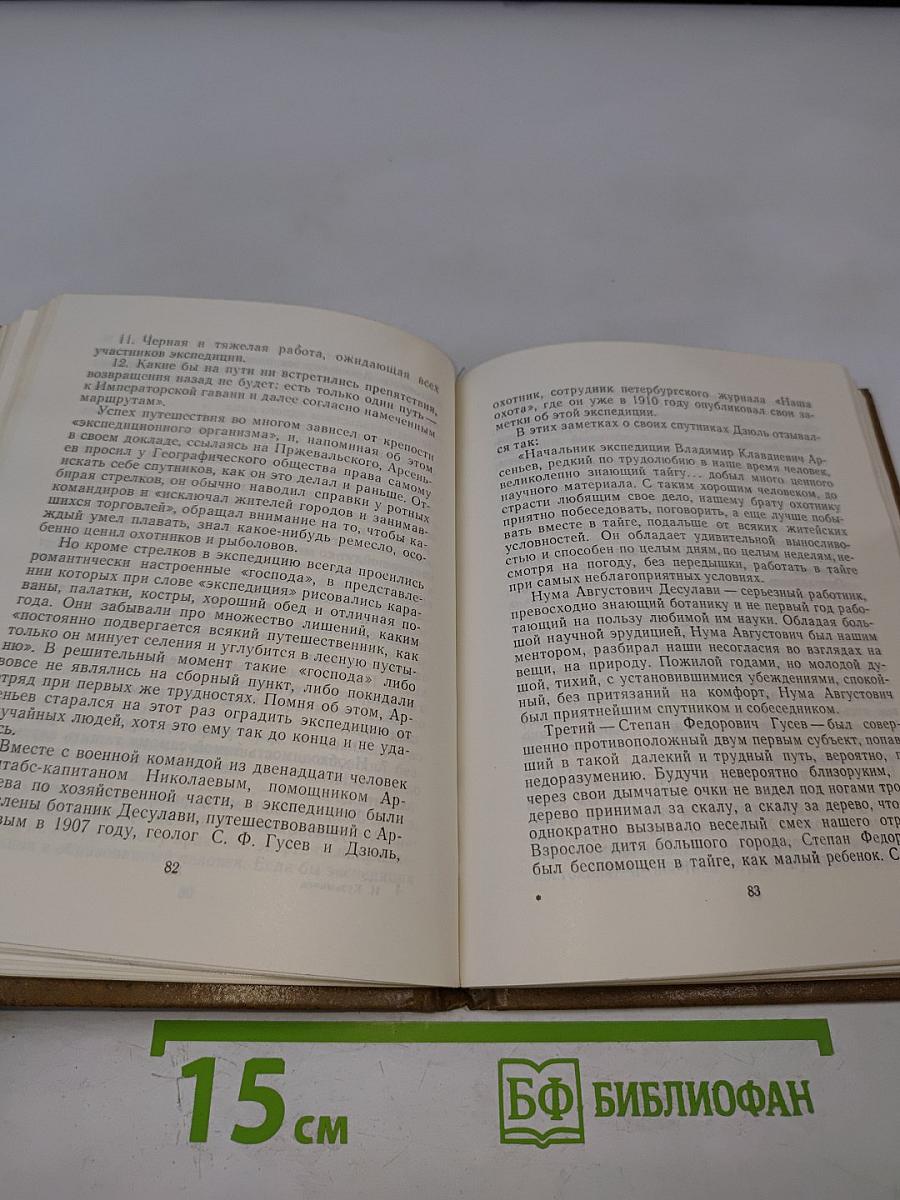 11. Черная и тяжелая работа, ожидающая всех
участников экспедиции.
12. Какие бы на пути ни встретились препятствия,
возвращения назад не будет: есть только один путь —
к Императорской гавани и далее согласно намеченным
маршрутам».
Успех путешествия во многом зависел от крепости
«экспедиционного организма», и, напоминная об этом
в своем докладе, ссылаясь на Пржевальского, Арсень-
ев просил у Географического общества права самому
искать себе спутников, как он это делал и раньше. От-
бирая стрелков, он обычно наводил справки у ротных
командиров и «исключал жителей городов и занимав-
шихся торговлей», обращал внимание на то, чтобы ка-
ждый умел плавать, знал какое-нибудь ремесло, осо-
бенно ценил охотников и рыболовов.
Но кроме стрелков в экспедицию всегда просились
романтически настроенные «господа», в представле-
нии которых при слове «экспедиция» рисовались кара-
ваны, палатки, костры, хороший обед и отличная по-
года. Они забывали про множество лишений, каким
«постоянно подвергается всякий путешественник, как
только он минует селения и углубится в лесную пусты-
ню». В решительный момент такие «господа» либо
вовсе не являлись на сборный пункт, либо покидали
тряд при первых же трудностях. Помня об этом, Ар-
еньев старался на этот раз оградить экспедицию от
учайных людей, хотя это ему так до конца и не уда-
сь.
Вместе с военной командой из двенадцати человек
табс-капитаном Николаевым, помощником Ар-
ева по хозяйственной части, в экспедицию были
лены ботаник Десулави, путешествовавший с Ар-
вым в 1907 году, геолог С. Ф. Гусев и Дзюль,
82
охотник, сотрудник петербургского журнала «Наша
охота», где он уже в 1910 году опубликовал свои за-
метки об этой экспедиции.
В этих заметках о своих спутниках Дзюль отзывал-
ся так:
«Начальник экспедиции Владимир Клавдиевич Ар-
сеньев, редкий по трудолюбию в наше время человек,
великолепно знающий тайгу... добыл много ценного
научного материала. С таким хорошим человеком, до
страсти любящим свое дело, нашему брату охотнику
приятно побеседовать, поговорить, а еще лучше побы-
вать вместе в тайге, подальше от всяких житейских
условностей. Он обладает удивительной выносливо-
стью и способен по целым дням, по целым неделям, не-
смотря на погоду, без передышки, работать в тайге
при самых неблагоприятных условиях.
Нума Августович Десулави — серьезный работник,
превосходно знающий ботанику и не первый год рабо-
тающий на пользу любимой им науки. Обладая боль-
шой научной эрудицией, Нума Августович был нашим
ментором, разбирал наши несогласия во взглядах на
вещи, на природу. Пожилой годами, но молодой ду-
шой, тихий, с установившимися убеждениями, спокой-
ный, без притязаний на комфорт, Нума Августович
был приятнейшим спутником и собеседником.
Третий — Степан Федорович Гусев — был совер-
шенно противоположный двум первым субъект, попав
ший в такой далекий и трудный путь, вероятно, п
недоразумению. Будучи невероятно близоруким,
через свои дымчатые очки не видел под ногами тро
дерево принимал за скалу, а скалу за дерево, что
однократно вызывало веселый смех нашего отр
Взрослое дитя большого города, Степан Федор
был беспомощен в тайге, как малый ребенок. С
83
15 см
БФ БИБЛИОФАН